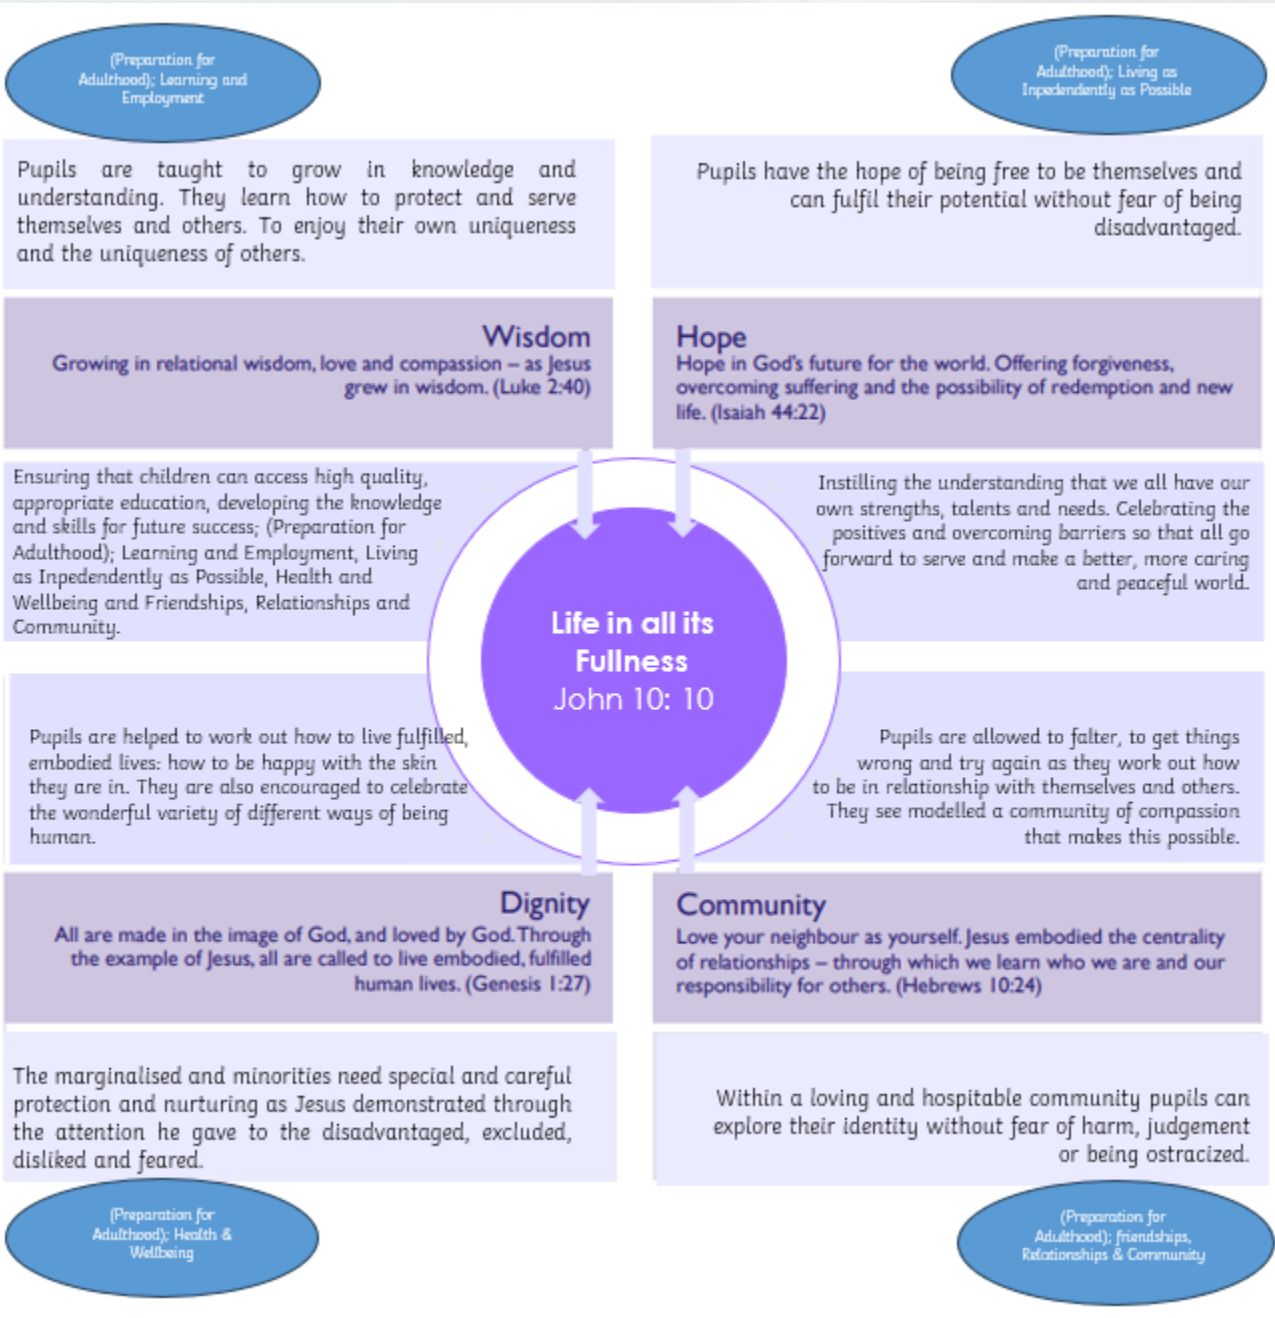 (Preparation for
Adulthood); Learning and
Employment
(Preparation for
Adulthood); Living as
Inpedendently as Possible
Pupils are taught to grow in knowledge and
understanding. They learn how to protect and serve
themselves and others. To enjoy their own uniqueness
and the uniqueness of others.
Pupils have the hope of being free to be themselves and
can fulfil their potential without fear of being
disadvantaged.
Wisdom
Growing in relational wisdom, love and compassion – as Jesus
grew in wisdom. (Luke 2:40)
Hope
Hope in God's future for the world. Offering forgiveness,
overcoming suffering and the possibility of redemption and new
life. (Isaiah 44:22)
Ensuring that children can access high quality,
appropriate education, developing the knowledge
and skills for future success; (Preparation for
Adulthood); Learning and Employment, Living
as Inpedendently as Possible, Health and
Wellbeing and Friendships, Relationships and
Community.
Instilling the understanding that we all have our
own strengths, talents and needs. Celebrating the
positives and overcoming barriers so that all go
forward to serve and make a better, more caring
and peaceful world.
Life in all its
Fullness
John 10: 10
Pupils are helped to work out how to live fulfilled,
embodied lives: how to be happy with the skin
they are in. They are also encouraged to celebrate
the wonderful variety of different ways of being
human.
Pupils are allowed to falter, to get things
wrong and try again as they work out how
to be in relationship with themselves and others.
They see modelled a community of compassion
that makes this possible.
Dignity
All are made in the image of God, and loved by God. Through
the example of Jesus, all are called to live embodied, fulfilled
human lives. (Genesis 1:27)
Community
Love your neighbour as yourself. Jesus embodied the centrality
of relationships – through which we learn who we are and our
responsibility for others. (Hebrews 10:24)
The marginalised and minorities need special and careful
protection and nurturing as Jesus demonstrated through
the attention he gave to the disadvantaged, excluded,
disliked and feared.
Within a loving and hospitable community pupils can
explore their identity without fear of harm, judgement
or being ostracized.
(Preparation for
Adulthood); Health &
Wellbeing
(Preparation for
Adulthood); friendships,
Relationships & Community